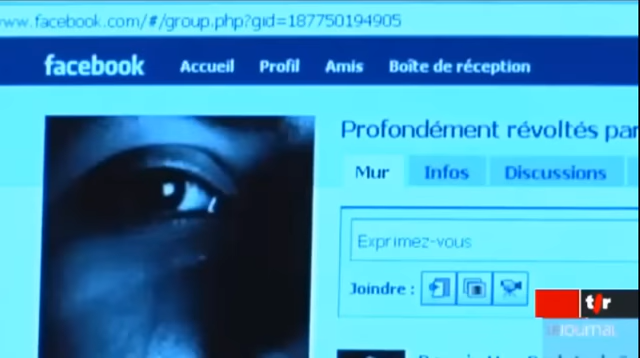 www.facebook.com/#/group.php?gid=187750194905
facebook Accueil Profil Amis Boîte de réception
Profondément révoltés par
Mur Infos Discussions
Exprimez-vous
Joindre :
tsr
LEJOURNAL